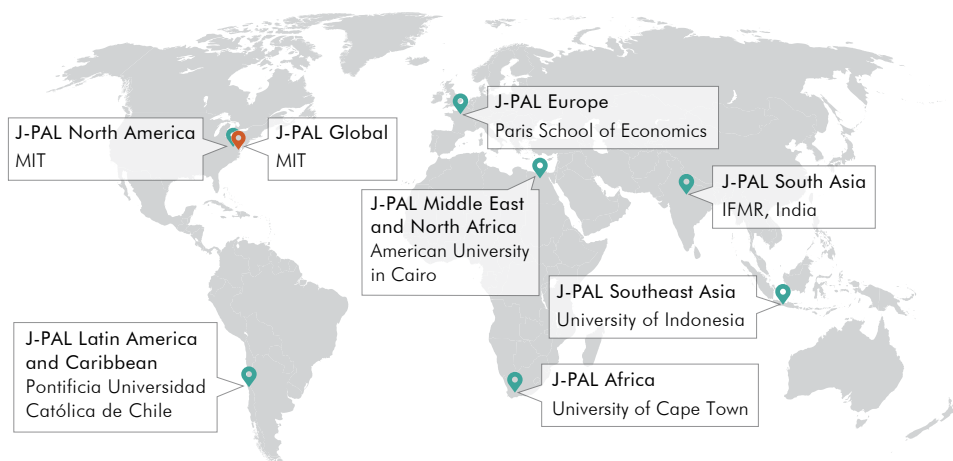 J-PAL North America
MIT
J-PAL Global
MIT
J-PAL Europe
Paris School of Economics
J-PAL Middle East
and North Africa
American University
in Cairo
J-PAL South Asia
IFMR, India
J-PAL Southeast Asia
University of Indonesia
J-PAL Latin America
and Caribbean
Pontificia Universidad
Católica de Chile
J-PAL Africa
University of Cape Town